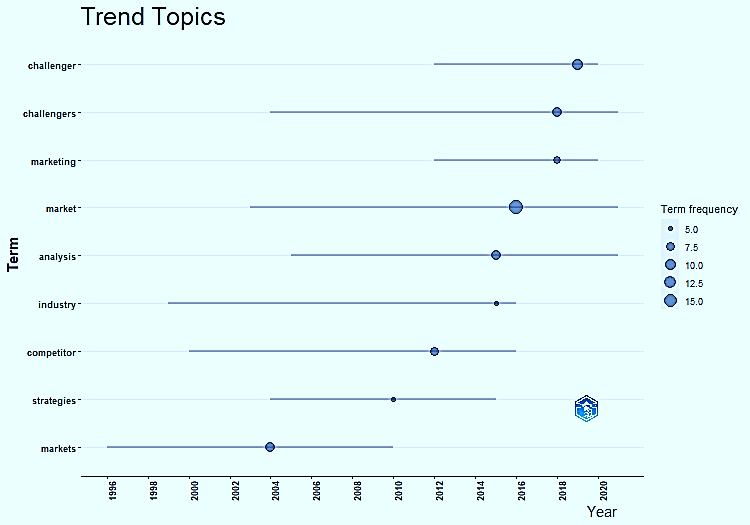 Trend Topics
challenger
challengers
marketing
market
analysis
industry
competitor
strategies
markets
Term
1996 1998 2000 2002 2004 2006 2008 2010 2012 2014 2016 2018 2020
Year
Term frequency
5.0
7.5
10.0
12.5
15.0